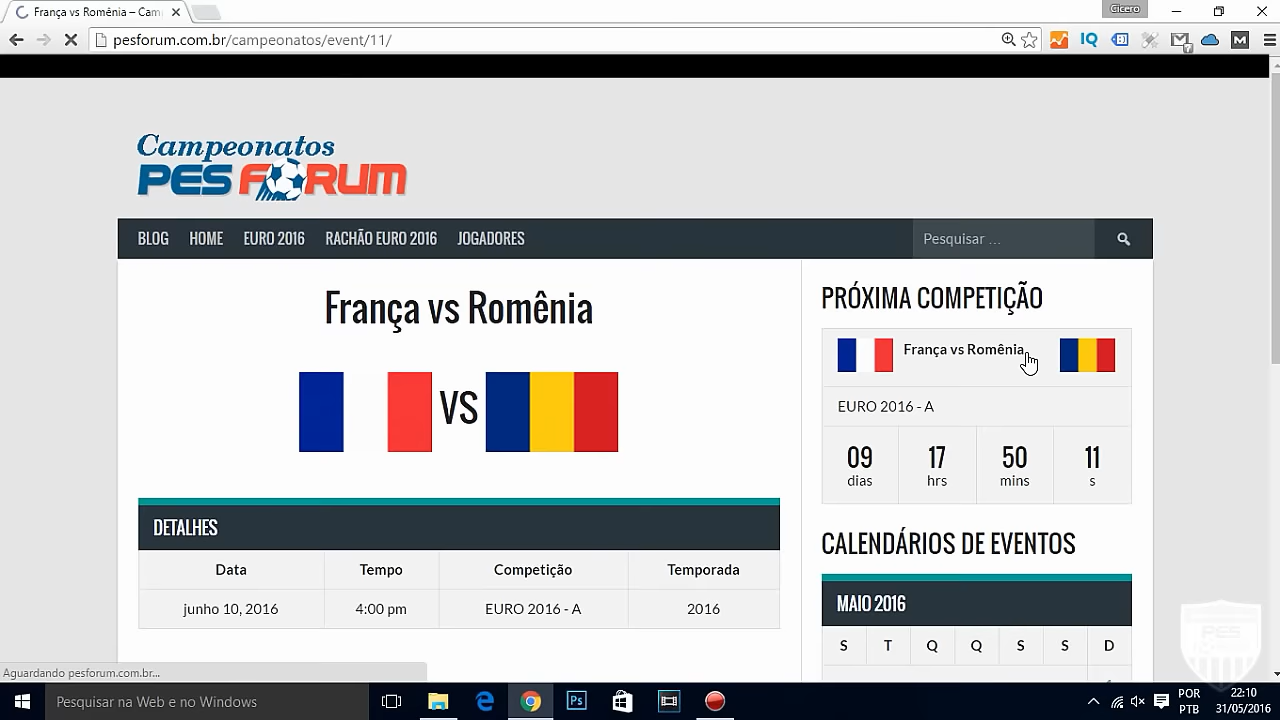 França vs Romênia – Cam
Cicero
pesforum.com.br/campeonatos/event/11/
Campeonatos
PES FORUM
BLOG HOME EURO 2016 RACHÃO EURO 2016 JOGADORES
Pesquisar ...
França vs Romênia
VS
DETALHES
Data Tempo Competição Temporada
junho 10, 2016 4:00 pm EURO 2016 - A 2016
PRÓXIMA COMPETIÇÃO
França vs Romênia
EURO 2016 - A
09 17 50 11
dias hrs mins s
CALENDÁRIOS DE EVENTOS
MAIO 2016
S T Q Q S S D
Aguardando pesforum.com.br...
Pesquisar na Web e no Windows
POR
PTB
22:10
31/05/2016